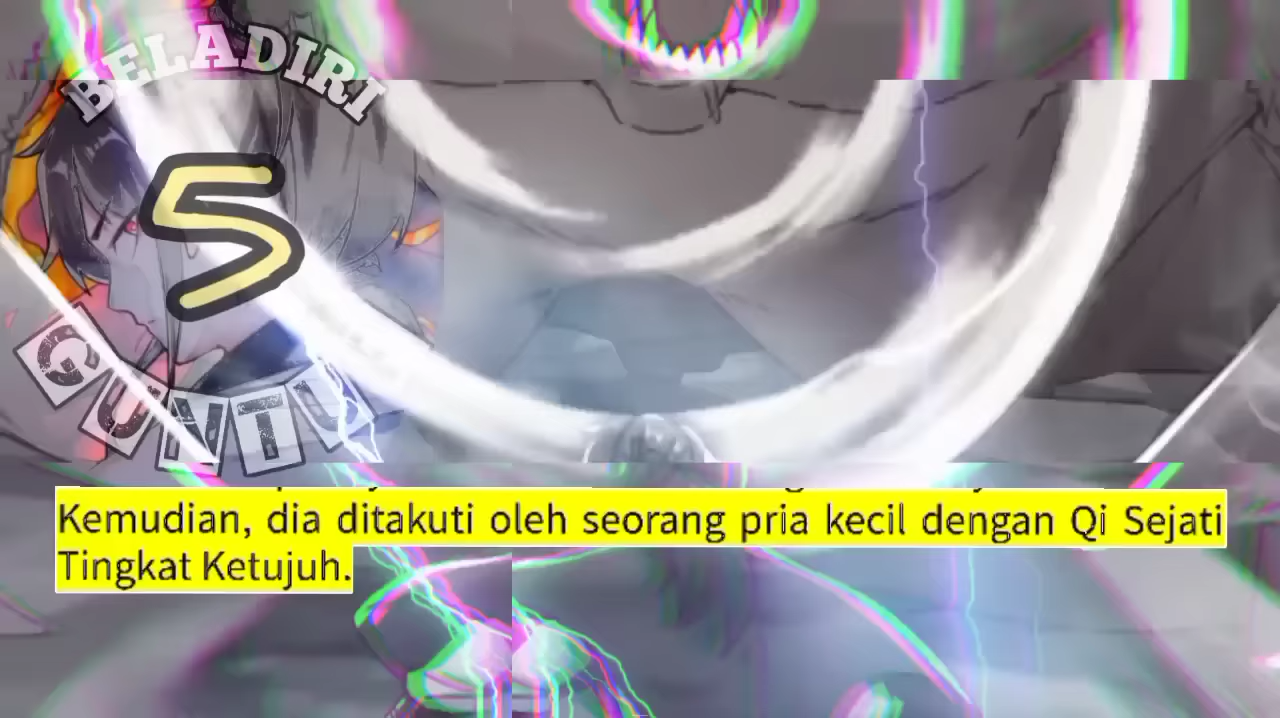 BELADIRI
5
GUNTU
Kemudian, dia ditakuti oleh seorang pria kecil dengan Qi Sejati
Tingkat Ketujuh.